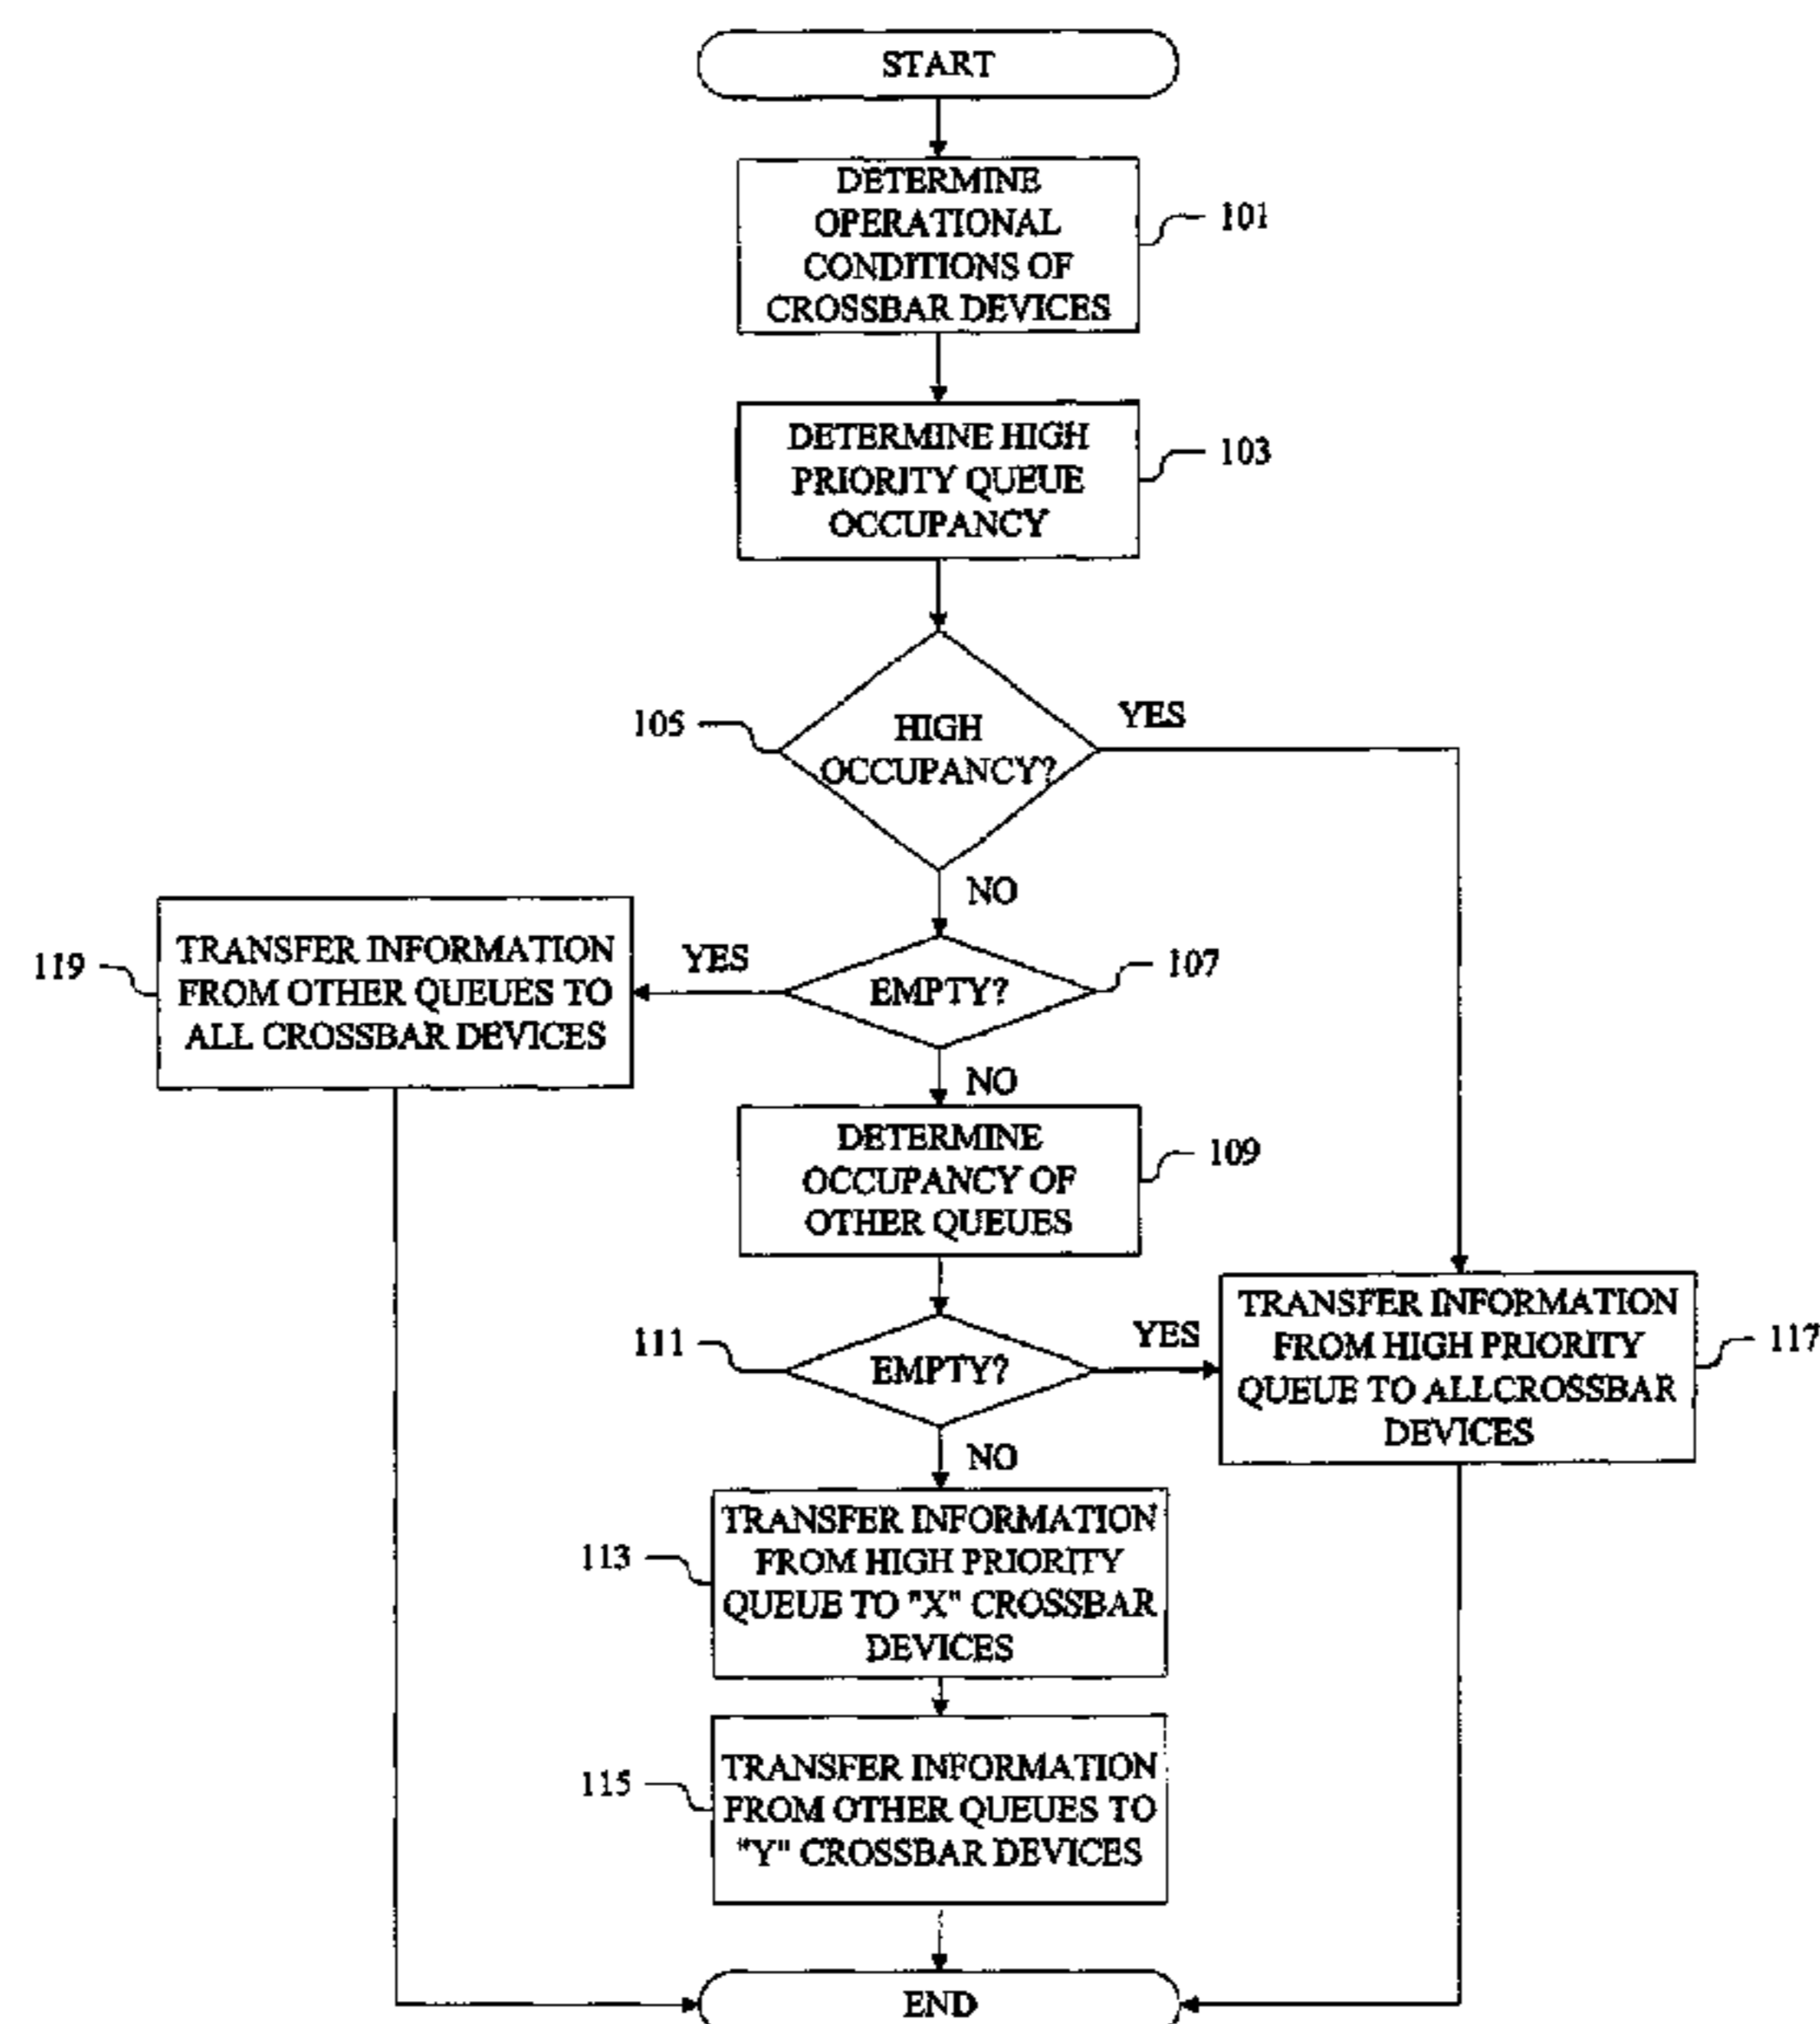 START
DETERMINE
OPERATIONAL
CONDITIONS OF
CROSSBAR DEVICES
101
DETERMINE HIGH
PRIORITY QUEUE
OCCUPANCY
103
105
HIGH
OCCUPANCY?
YES
NO
119
TRANSFER INFORMATION
FROM OTHER QUEUES TO
ALL CROSSBAR DEVICES
YES
EMPTY?
107
NO
DETERMINE
OCCUPANCY OF
OTHER QUEUES
109
111
EMPTY?
YES
TRANSFER INFORMATION
FROM HIGH PRIORITY
QUEUE TO ALLCROSSBAR
DEVICES
117
NO
113
TRANSFER INFORMATION
FROM HIGH PRIORITY
QUEUE TO "X" CROSSBAR
DEVICES
115
TRANSFER INFORMATION
FROM OTHER QUEUES TO
"Y" CROSSBAR DEVICES
END